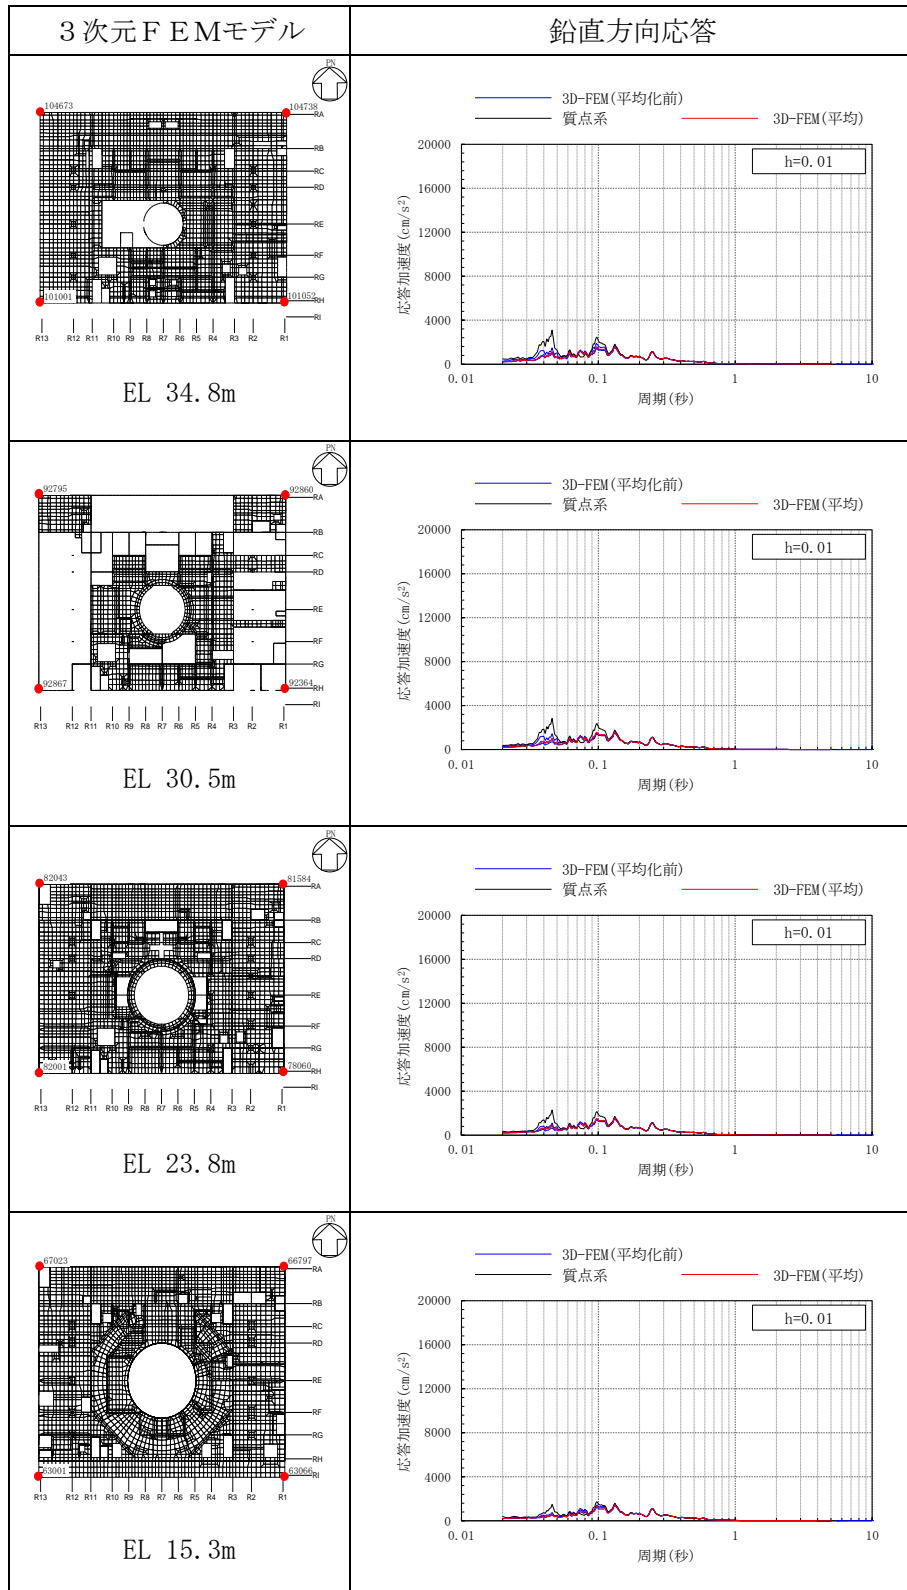 ３次元ＦＥＭモデル
鉛直方向応答
PN
104673
104738
RA
RB
RC
RD
RE
RF
RG
101001
101052
RH
RI
R13 R12 R11 R10 R9 R8 R7 R6 R5 R4 R3 R2 R1
EL 34.8m
3D-FEM(平均化前)
質点系
3D-FEM(平均)
h=0.01
応答加速度(cm/s²)
20000
16000
12000
8000
4000
0
0.01 0.1 1 10
周期(秒)
PN
92795
92860
RA
RB
RC
RD
RE
RF
RG
92867
92364
RH
RI
R13 R12 R11 R10 R9 R8 R7 R6 R5 R4 R3 R2 R1
EL 30.5m
3D-FEM(平均化前)
質点系
3D-FEM(平均)
h=0.01
応答加速度(cm/s²)
20000
16000
12000
8000
4000
0
0.01 0.1 1 10
周期(秒)
PN
82043
81584
RA
RB
RC
RD
RE
RF
RG
82001
78060
RH
RI
R13 R12 R11 R10 R9 R8 R7 R6 R5 R4 R3 R2 R1
EL 23.8m
3D-FEM(平均化前)
質点系
3D-FEM(平均)
h=0.01
応答加速度(cm/s²)
20000
16000
12000
8000
4000
0
0.01 0.1 1 10
周期(秒)
PN
67023
66797
RA
RB
RC
RD
RE
RF
RG
RH
63001
63066
RI
R13 R12 R11 R10 R9 R8 R7 R6 R5 R4 R3 R2 R1
EL 15.3m
3D-FEM(平均化前)
質点系
3D-FEM(平均)
h=0.01
応答加速度(cm/s²)
20000
16000
12000
8000
4000
0
0.01 0.1 1 10
周期(秒)